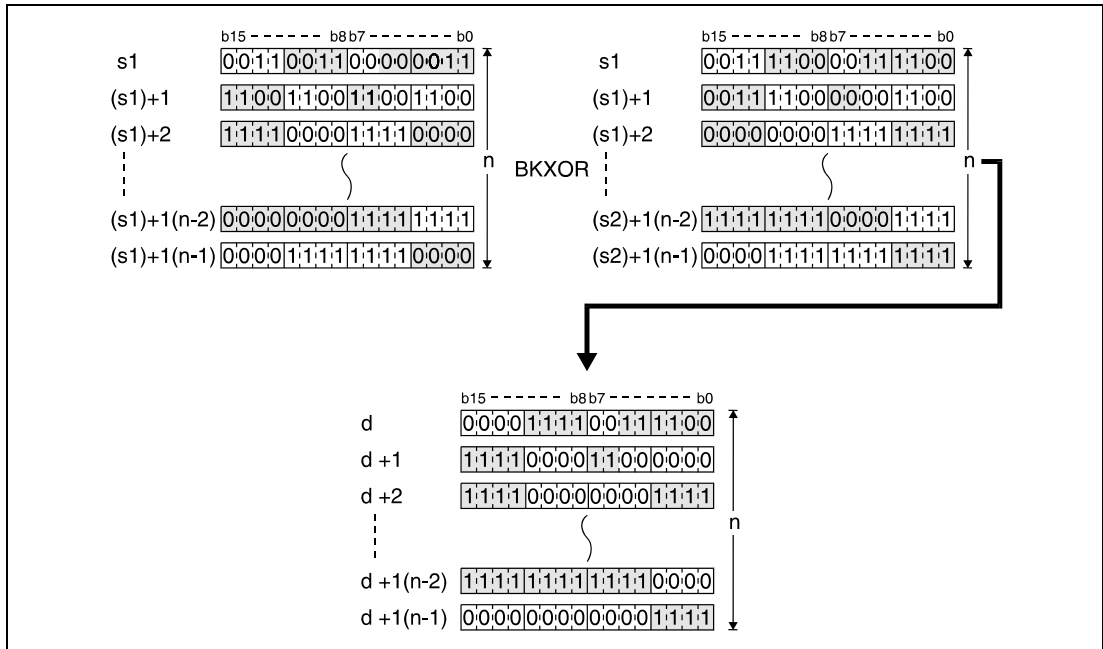 b15 b8 b7 b0
s1 0011001100000011
(s1)+1 1100110011001100
(s1)+2 1111000011110000
(s1)+1(n-2) 0000000011111111
(s1)+1(n-1) 0000111111110000
n
BKXOR
b15 b8 b7 b0
s1 0011110000111100
(s1)+1 0011110000001100
(s1)+2 0000000011111111
(s2)+1(n-2) 1111111100001111
(s2)+1(n-1) 0000111111111111
n
b15 b8 b7 b0
d 0000111100111100
d +1 1111000011000000
d +2 1111000000001111
d +1(n-2) 1111111111110000
d +1(n-1) 0000000000001111
n